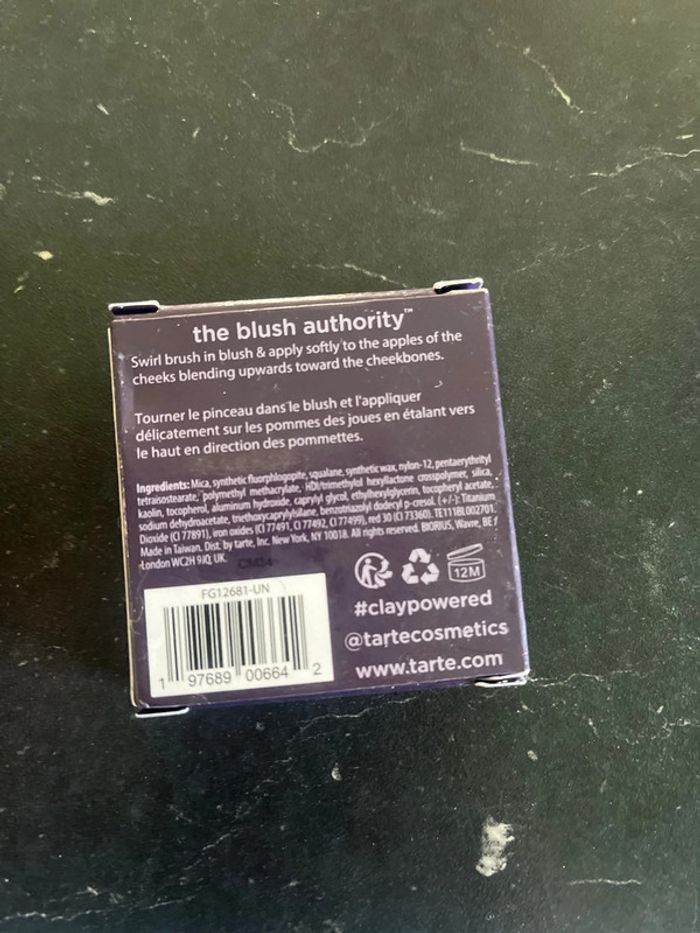 the blush authority™
Swirl brush in blush & apply softly to the apples of the
cheeks blending upwards toward the cheekbones.
Tourner le pinceau dans le blush et l'appliquer
délicatement sur les pommes des joues en étalant vers
le haut en direction des pommettes.
Ingredients: Mica, synthetic fluorphlogopite, squalane, synthetic wax, nylon-12, pentaerythrityl
tetraisostearate, polymethyl methacrylate, HDI/trimethylol hexyllactone crosspolymer, silica,
kaolin, tocopherol, aluminum hydroxide, caprylyl glycol, ethylhexylglycerin, tocopheryl acetate,
sodium dehydroacetate, triethoxycaprylylsilane, benzotriazolyl dodecyl p-cresol. (+/-): Titanium
Dioxide (CI 77891), iron oxides (CI 77491, CI 77492, CI 77499), red 30 (CI 73360). TE111BL002701.
Made in Taiwan. Dist. by tarte, Inc. New York, NY 10018. All rights reserved. BIORIUS, Wavre, BE /
London WC2H 9JQ UK.
12M
FG12681-UN
#claypowered
@tartecosmetics
1 97689 00664 2
www.tarte.com